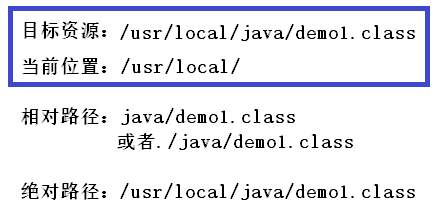 目标资源：/usr/local/java/demo1.class
当前位置：/usr/local/
相对路径：java/demo1.class
或者./java/demo1.class
绝对路径：/usr/local/java/demo1.class